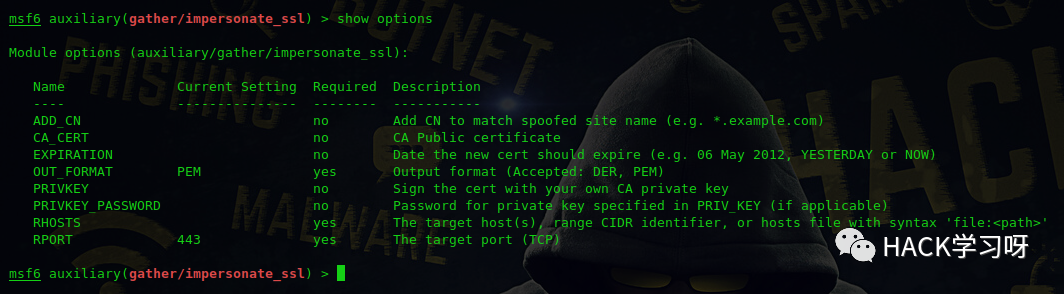 msf6 auxiliary(gather/impersonate_ssl) > show options
Module options (auxiliary/gather/impersonate_ssl):
Name Current Setting Required Description
---- --------------- -------- -----------
ADD_CN no Add CN to match spoofed site name (e.g. *.example.com)
CA_CERT no CA Public certificate
EXPIRATION no Date the new cert should expire (e.g. 06 May 2012, YESTERDAY or NOW)
OUT_FORMAT PEM yes Output format (Accepted: DER, PEM)
PRIVKEY no Sign the cert with your own CA private key
PRIVKEY_PASSWORD no Password for private key specified in PRIV_KEY (if applicable)
RHOSTS yes The target host(s), range CIDR identifier, or hosts file with syntax 'file:<path>'
RPORT 443 yes The target port (TCP)
msf6 auxiliary(gather/impersonate_ssl) >
HACK学习呀
BOTNET
PHISHING
MALWARE
SPAM
HACK